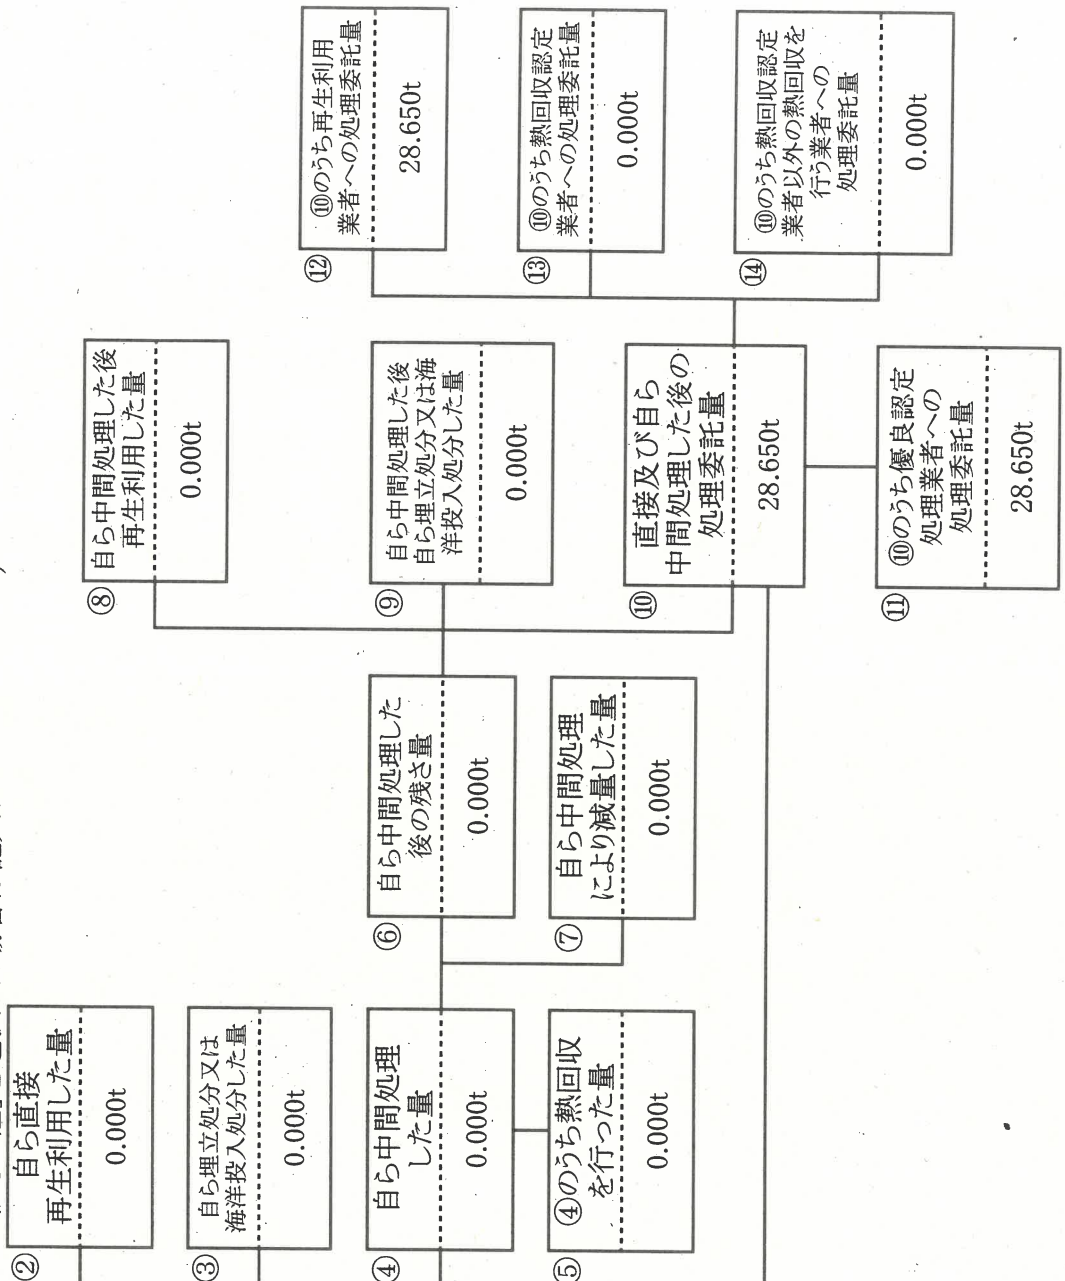 ②
自ら直接
再生利用した量
0.000t
③
自ら埋立処分又は
海洋投入処分した量
0.000t
④
自ら中間処理
した量
0.000t
⑤
④のうち熱回収
を行った量
0.000t
⑥
自ら中間処理した
後の残さ量
0.000t
⑦
自ら中間処理
により減量した量
0.000t
⑧
自ら中間処理した後
再生利用した量
0.000t
⑨
自ら中間処理した後
自ら埋立処分又は海
洋投入処分した量
0.000t
⑩
直接及び自ら
中間処理した後の
処理委託量
28.650t
⑪
⑩のうち優良認定
処理業者への
処理委託量
28.650t
⑫
⑩のうち再生利用
業者への処理委託量
28.650t
⑬
⑩のうち熱回収認定
業者への処理委託量
0.000t
⑭
⑩のうち熱回収認定
業者以外の熱回収を
行う業者への
処理委託量
0.000t